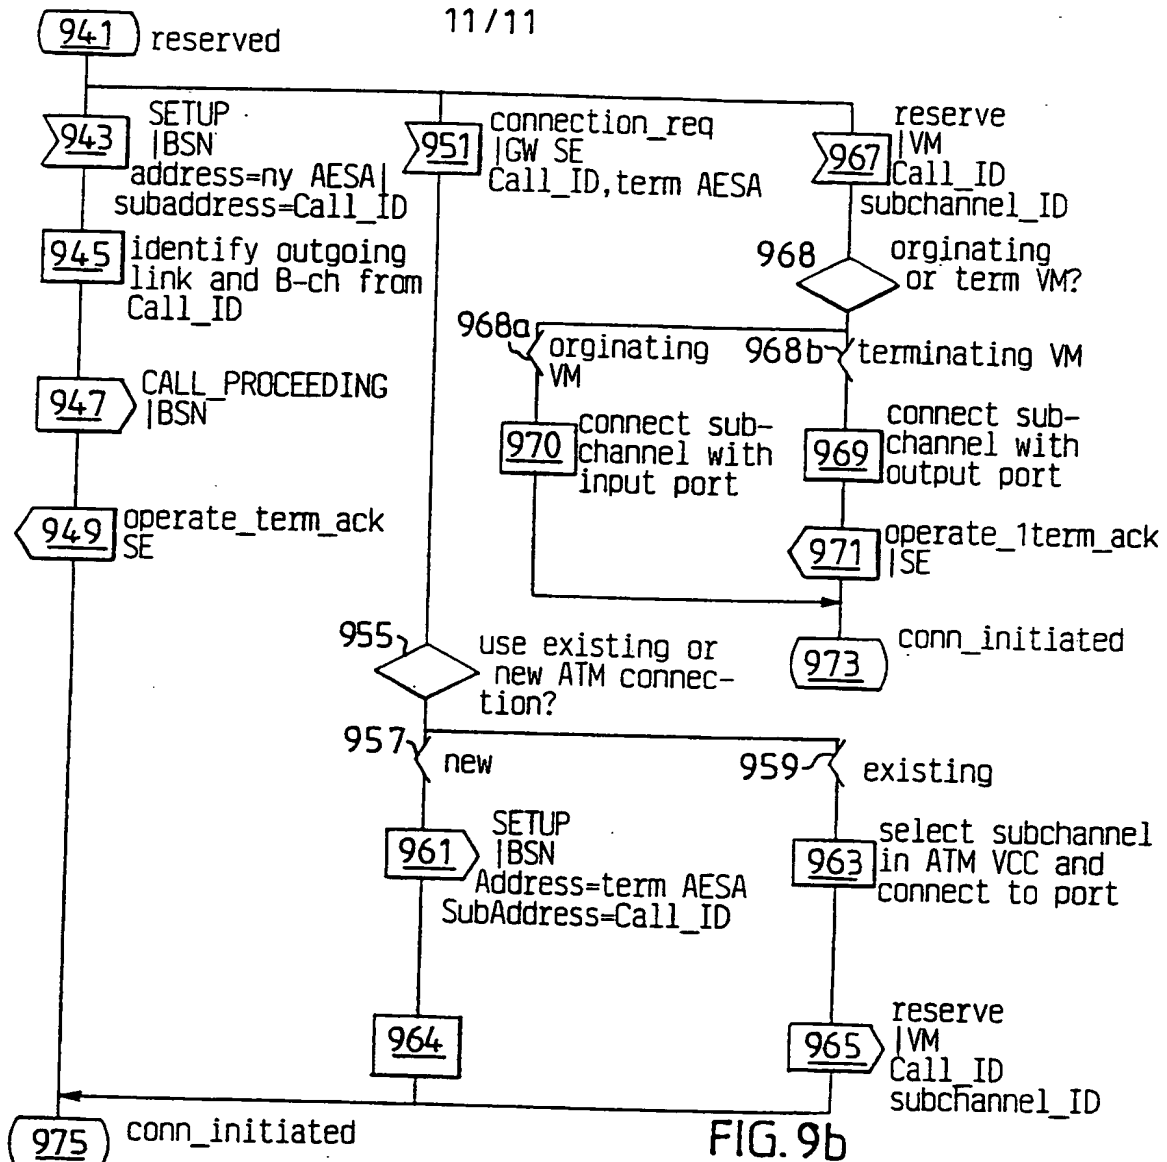 11/11
941 reserved
943 SETUP
|BSN
address=ny AESA|
subaddress=Call_ID
945 identify outgoing
link and B-ch from
Call_ID
947 CALL_PROCEEDING
|BSN
949 operate_term_ack
SE
951 connection_req
|GW SE
Call_ID,term AESA
967 reserve
|VM
Call_ID
subchannel_ID
968 orginating
or term VM?
968a orginating
VM
968b terminating VM
970 connect sub-
channel with
input port
969 connect sub-
channel with
output port
971 operate_1term_ack
|SE
973 conn_initiated
955 use existing or
new ATM connec-
tion?
957 new
959 existing
961 SETUP
|BSN
Address=term AESA
SubAddress=Call_ID
963 select subchannel
in ATM VCC and
connect to port
964
965 reserve
|VM
Call_ID
subchannel_ID
975 conn_initiated
FIG. 9b